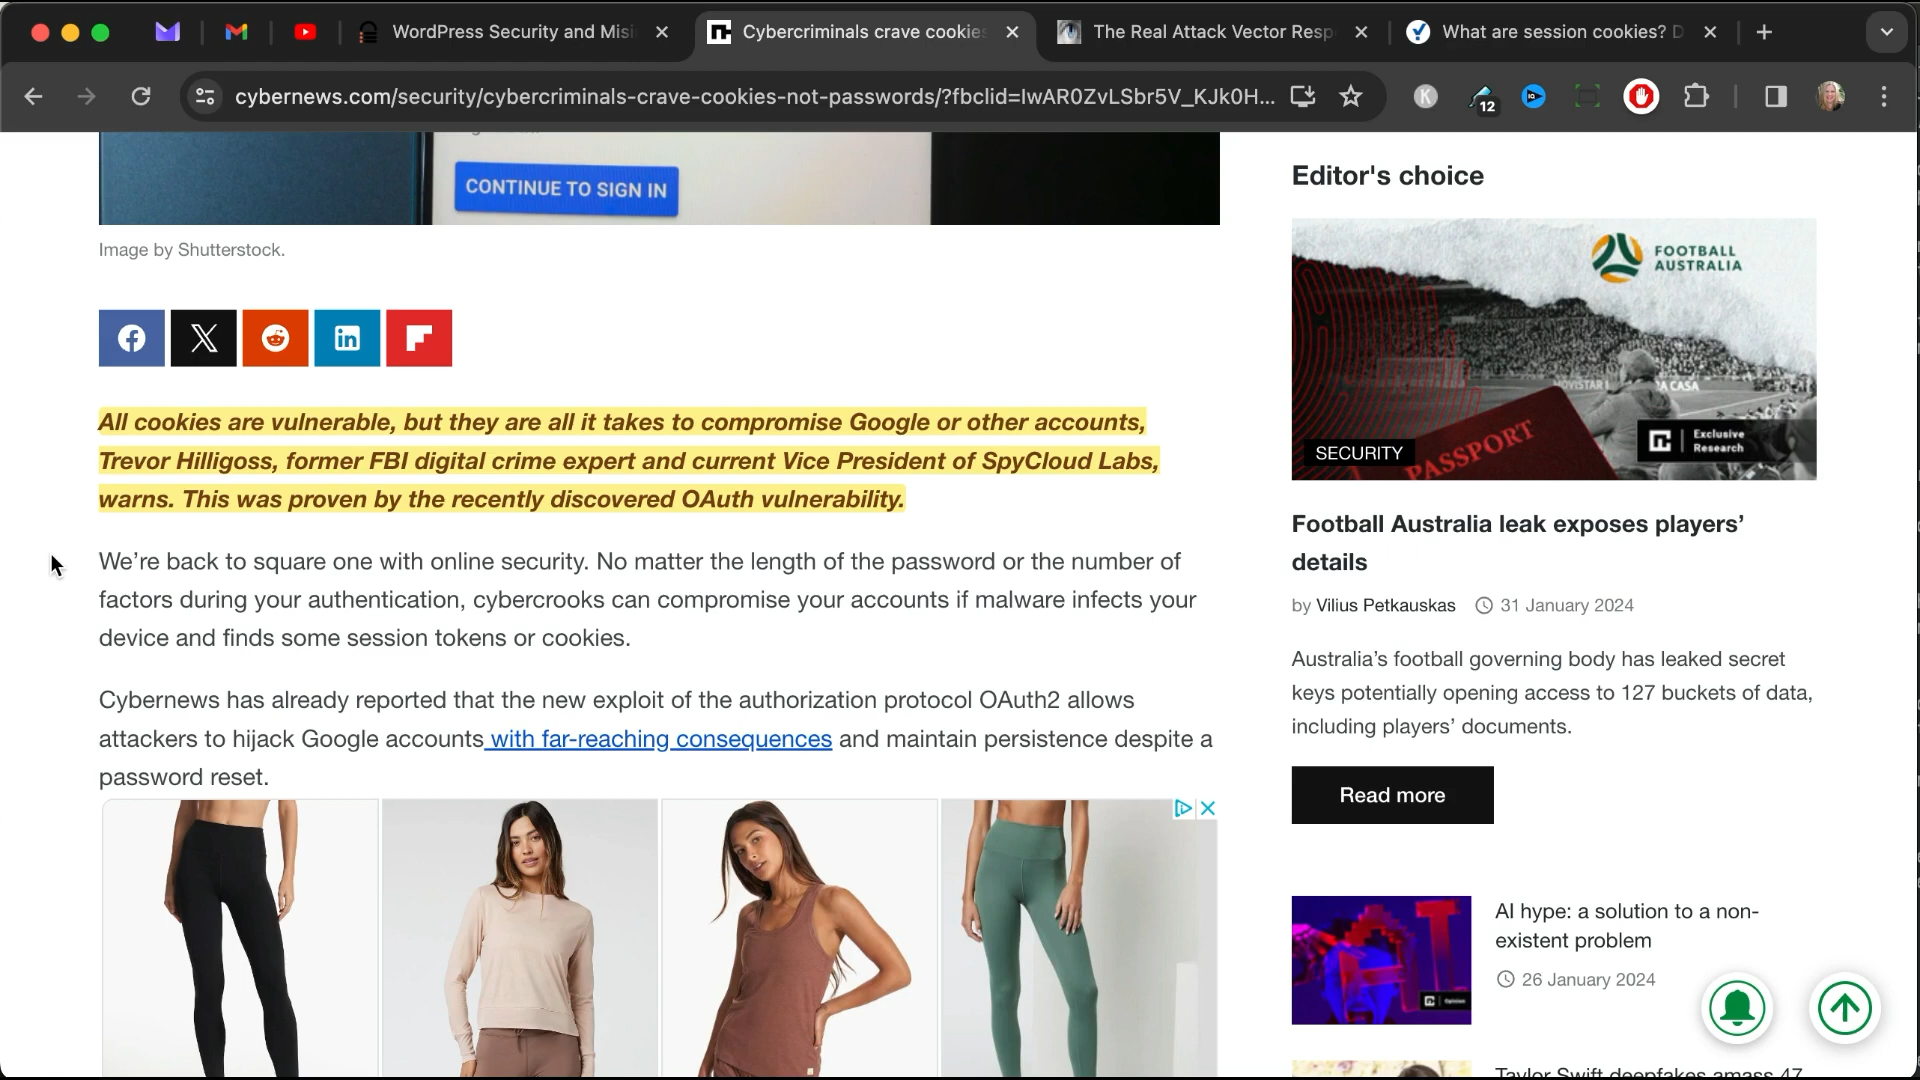 WordPress Security and Misi
Cybercriminals crave cookies
The Real Attack Vector Resp
What are session cookies? D
cybernews.com/security/cybercriminals-crave-cookies-not-passwords/?fbclid=IwAR0ZvLSbr5V_KJk0H...
K
12
CONTINUE TO SIGN IN
Image by Shutterstock.
All cookies are vulnerable, but they are all it takes to compromise Google or other accounts,
Trevor Hilligoss, former FBI digital crime expert and current Vice President of SpyCloud Labs,
warns. This was proven by the recently discovered OAuth vulnerability.
We’re back to square one with online security. No matter the length of the password or the number of
factors during your authentication, cybercrooks can compromise your accounts if malware infects your
device and finds some session tokens or cookies.
Cybernews has already reported that the new exploit of the authorization protocol OAuth2 allows
attackers to hijack Google accounts with far-reaching consequences and maintain persistence despite a
password reset.
Editor's choice
FOOTBALL
AUSTRALIA
PASSPORT
Exclusive
Research
SECURITY
Football Australia leak exposes players’
details
by Vilius Petkauskas 31 January 2024
Australia’s football governing body has leaked secret
keys potentially opening access to 127 buckets of data,
including players’ documents.
Read more
AI hype: a solution to a non-
existent problem
26 January 2024
Opinion
Taylor Swift deepfakes amass 47